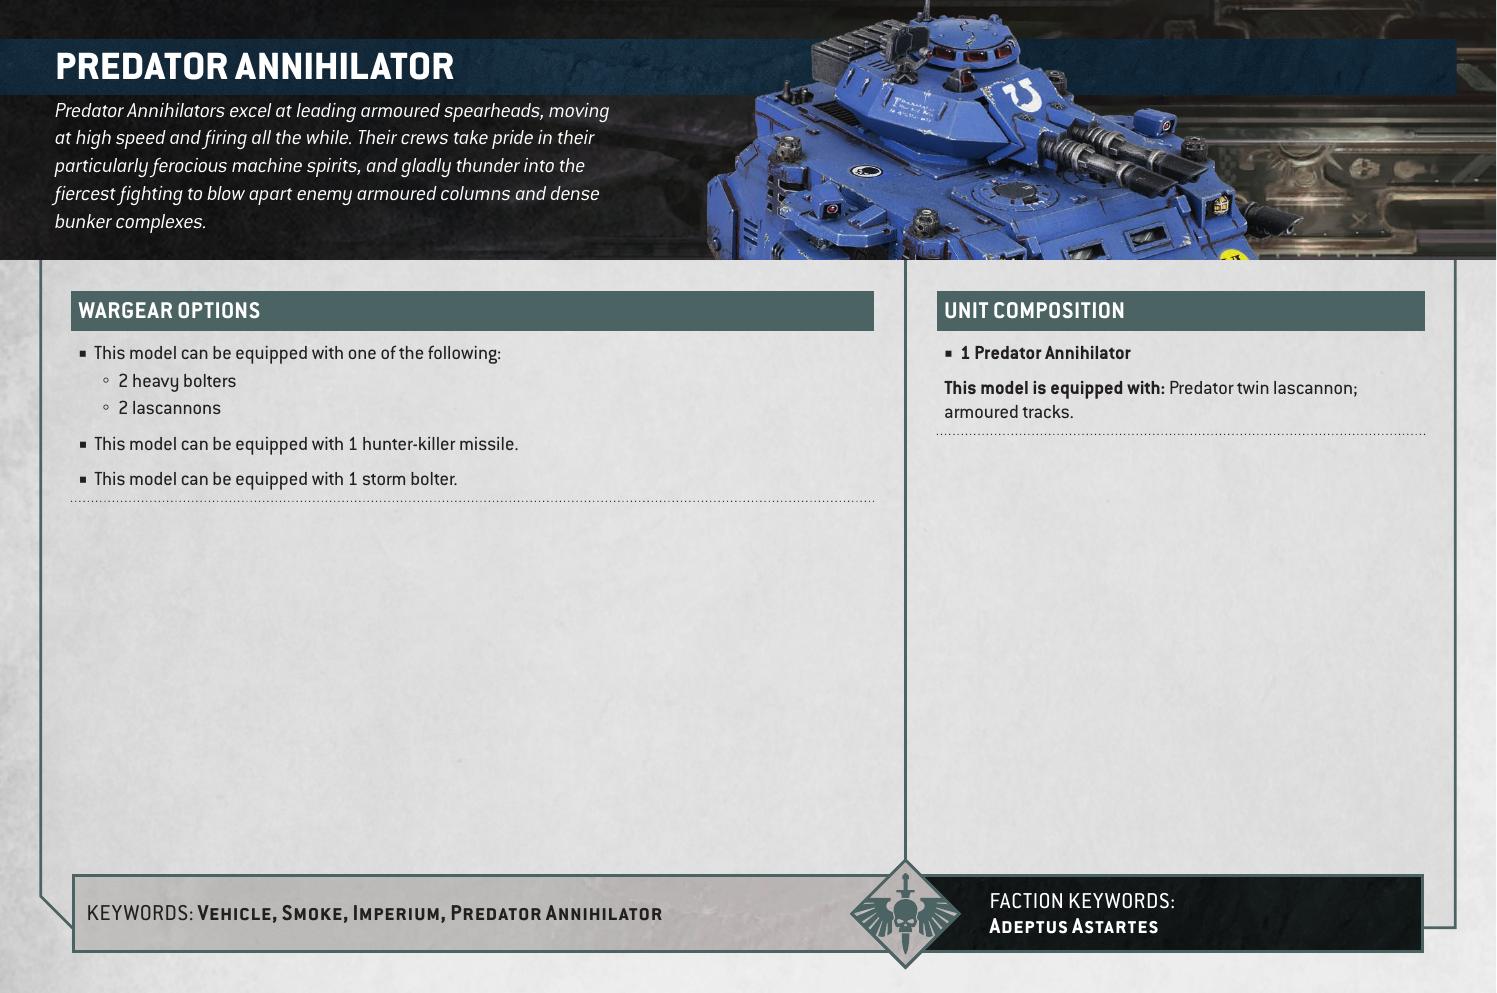 PREDATOR ANNIHILATOR
Predator Annihilators excel at leading armoured spearheads, moving
at high speed and firing all the while. Their crews take pride in their
particularly ferocious machine spirits, and gladly thunder into the
fiercest fighting to blow apart enemy armoured columns and dense
bunker complexes.
WARGEAR OPTIONS
■ This model can be equipped with one of the following:
◦ 2 heavy bolters
◦ 2 lascannons
■ This model can be equipped with 1 hunter-killer missile.
■ This model can be equipped with 1 storm bolter.
UNIT COMPOSITION
■ 1 Predator Annihilator
This model is equipped with: Predator twin lascannon;
armoured tracks.
KEYWORDS: Vehicle, Smoke, Imperium, Predator Annihilator
FACTION KEYWORDS:
Adeptus Astartes